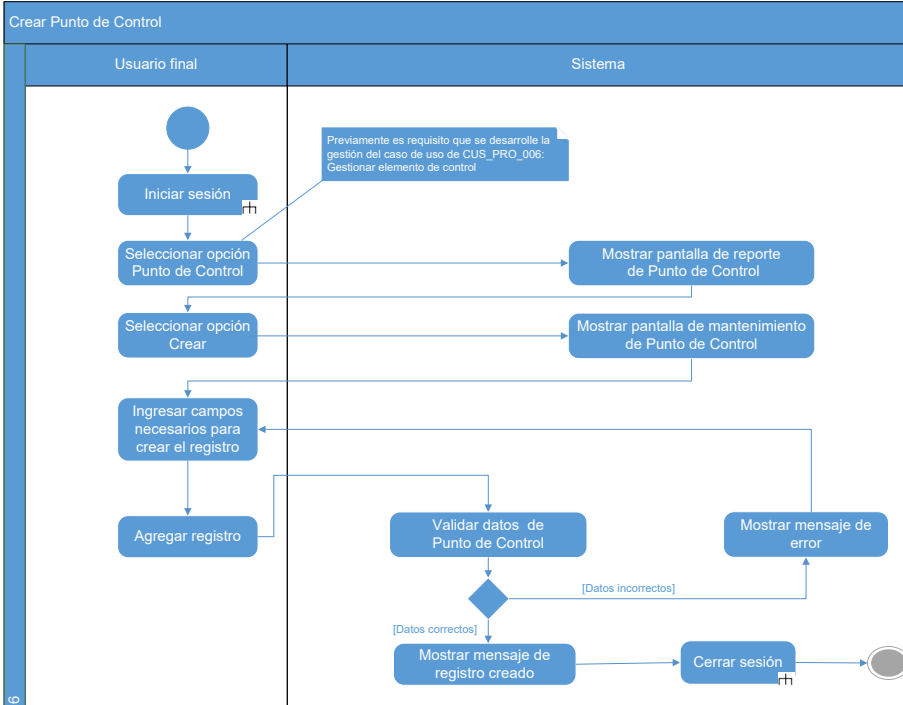 Crear Punto de Control
Usuario final
Sistema
Previamente es requisito que se desarrolle la
gestión del caso de uso de CUS_PRO_006:
Gestionar elemento de control
Iniciar sesión
Seleccionar opción
Punto de Control
Mostrar pantalla de reporte
de Punto de Control
Seleccionar opción
Crear
Mostrar pantalla de mantenimiento
de Punto de Control
Ingresar campos
necesarios para
crear el registro
Agregar registro
Validar datos de
Punto de Control
Mostrar mensaje de
error
[Datos incorrectos]
[Datos correctos]
Mostrar mensaje de
registro creado
Cerrar sesión